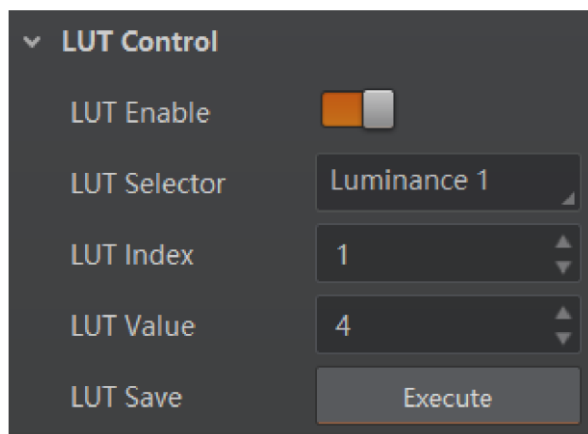 LUT Control
LUT Enable
LUT Selector Luminance 1
LUT Index 1
LUT Value 4
LUT Save Execute